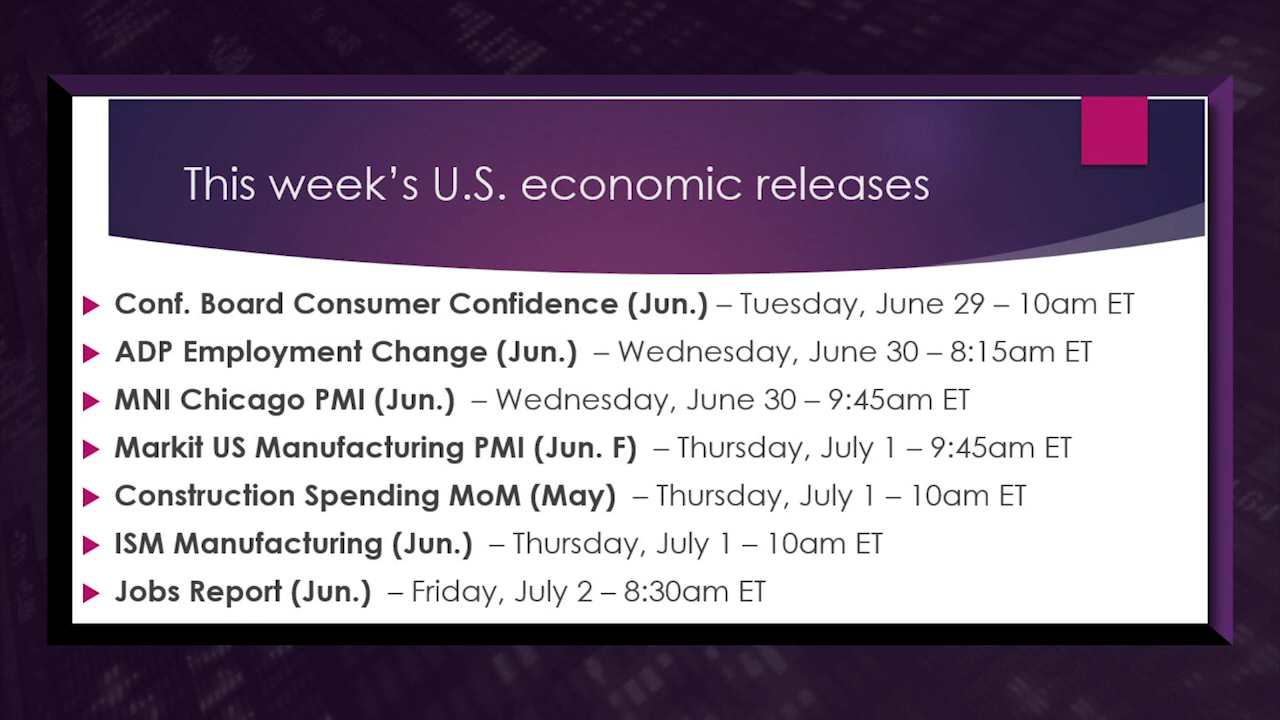 This week’s U.S. economic releases
Conf. Board Consumer Confidence (Jun.) – Tuesday, June 29 – 10am ET
ADP Employment Change (Jun.) – Wednesday, June 30 – 8:15am ET
MNI Chicago PMI (Jun.) – Wednesday, June 30 – 9:45am ET
Markit US Manufacturing PMI (Jun. F) – Thursday, July 1 – 9:45am ET
Construction Spending MoM (May) – Thursday, July 1 – 10am ET
ISM Manufacturing (Jun.) – Thursday, July 1 – 10am ET
Jobs Report (Jun.) – Friday, July 2 – 8:30am ET